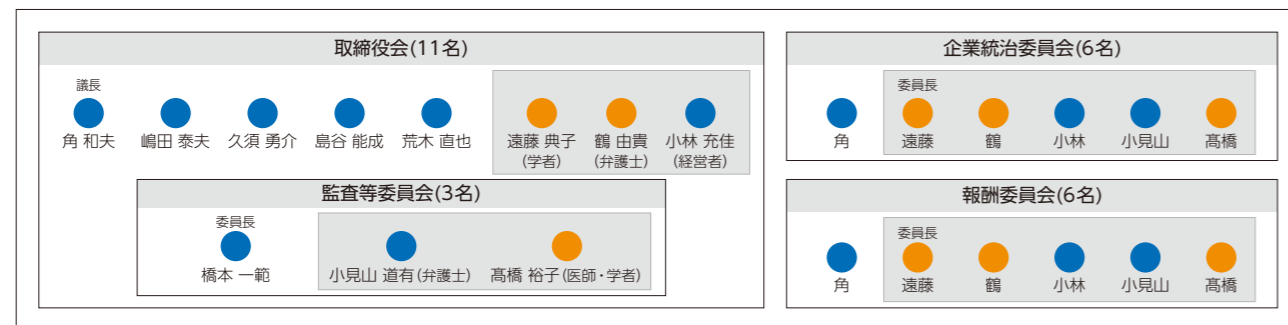 取締役会(11名)
議長
角 和夫
嶋田 泰夫
久須 勇介
島谷 能成
荒木 直也
遠藤 典子
(学者)
鶴 由貴
(弁護士)
小林 充佳
(経営者)
監査等委員会(3名)
委員長
橋本 一範
小見山 道有(弁護士)
髙橋 裕子(医師・学者)
企業統治委員会(6名)
委員長
角
遠藤
鶴
小林
小見山
髙橋
報酬委員会(6名)
委員長
角
遠藤
鶴
小林
小見山
髙橋